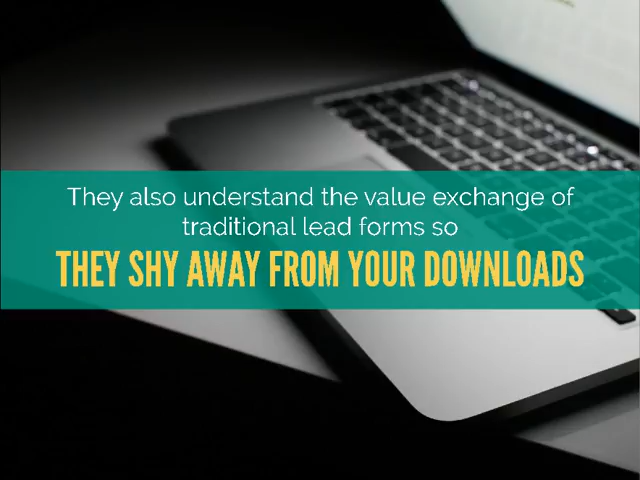 They also understand the value exchange of
traditional lead forms so
THEY SHY AWAY FROM YOUR DOWNLOADS